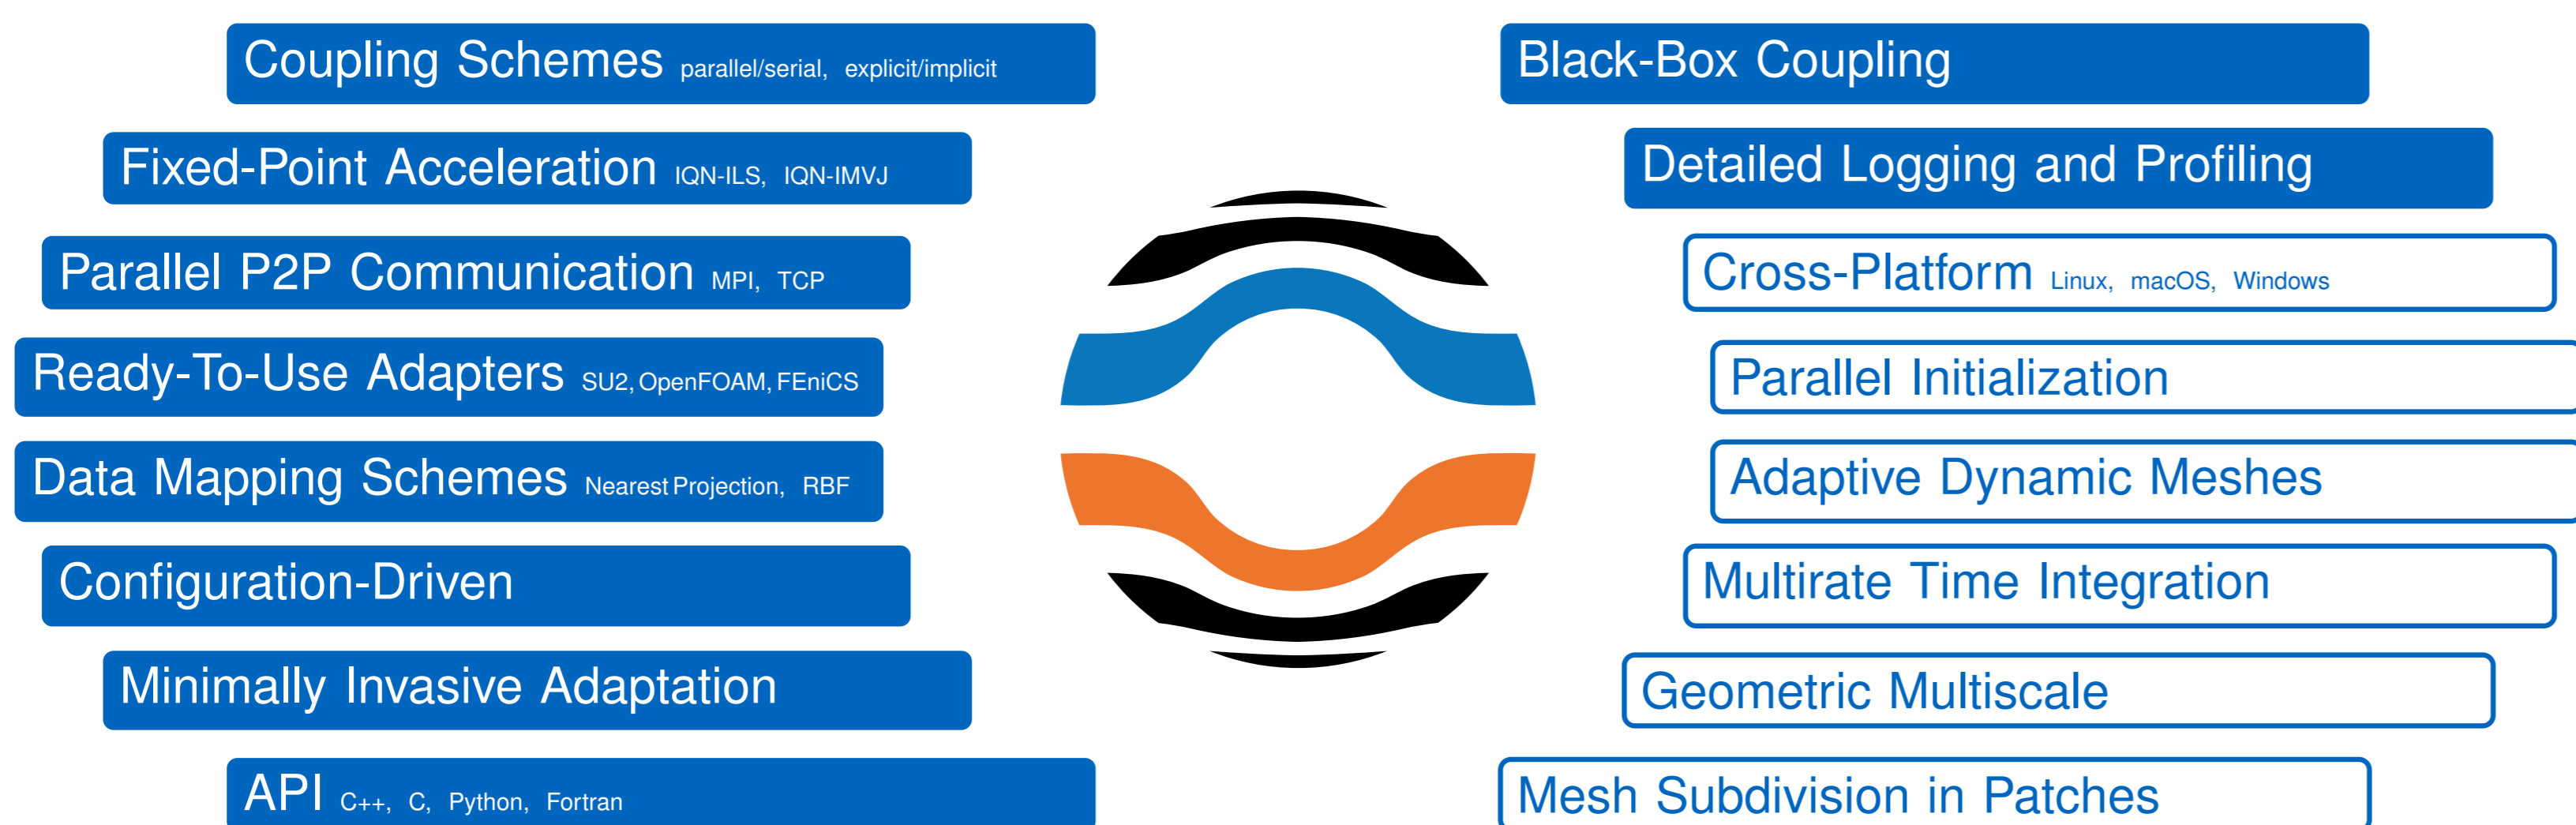 Coupling Schemes parallel/serial, explicit/implicit
Fixed-Point Acceleration IQN-ILS, IQN-IMVJ
Parallel P2P Communication MPI, TCP
Ready-To-Use Adapters SU2, OpenFOAM, FEniCS
Data Mapping Schemes Nearest Projection, RBF
Configuration-Driven
Minimally Invasive Adaptation
API C++, C, Python, Fortran
Black-Box Coupling
Detailed Logging and Profiling
Cross-Platform Linux, macOS, Windows
Parallel Initialization
Adaptive Dynamic Meshes
Multirate Time Integration
Geometric Multiscale
Mesh Subdivision in Patches